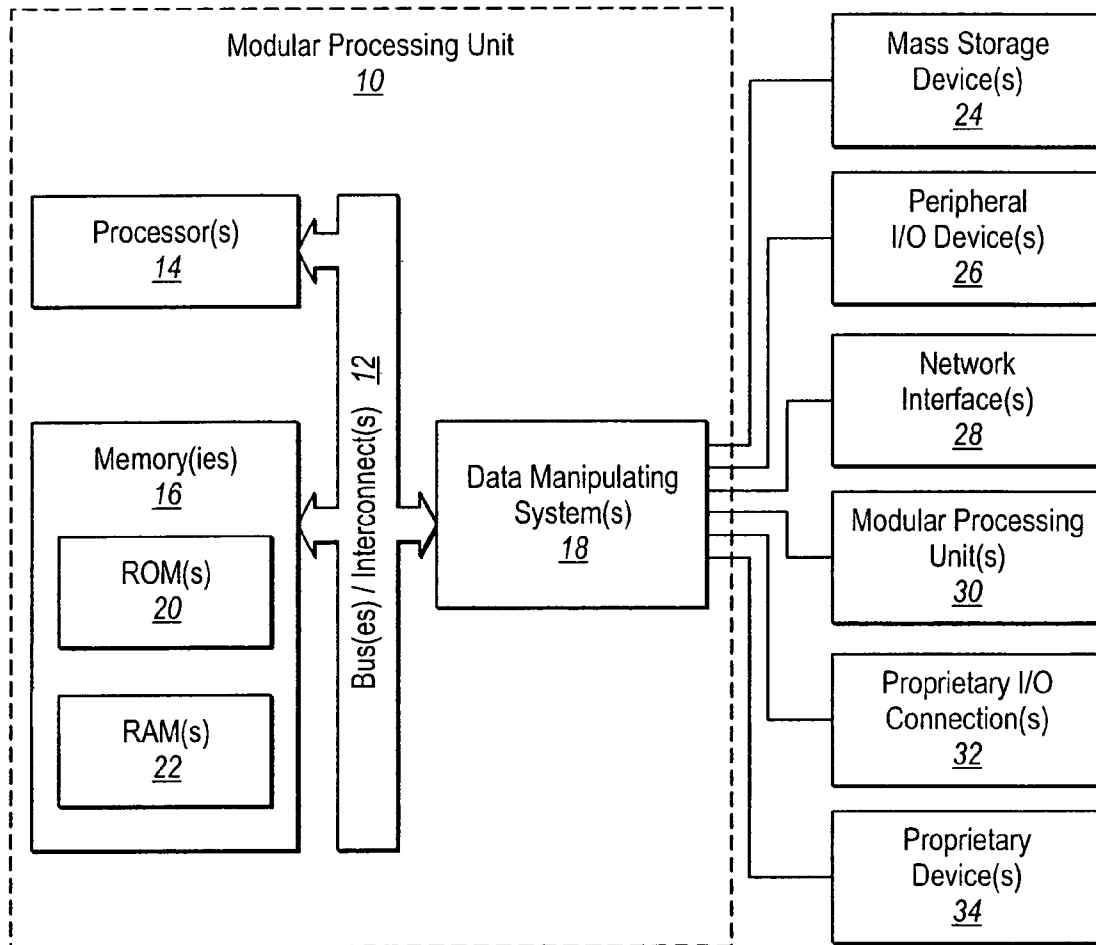 Modular Processing Unit
10
Processor(s)
14
Memory(ies)
16
ROM(s)
20
RAM(s)
22
Bus(es) / Interconnect(s) 12
Data Manipulating
System(s)
18
Mass Storage
Device(s)
24
Peripheral
I/O Device(s)
26
Network
Interface(s)
28
Modular Processing
Unit(s)
30
Proprietary I/O
Connection(s)
32
Proprietary
Device(s)
34